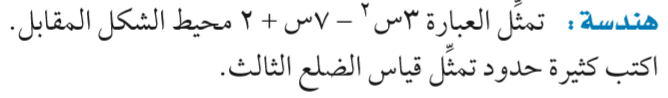 هندسة: تمثِّل العبارة ٣س٢ – ٧س + ٢ محيط الشكل المقابل.
اكتب كثيرة حدود تمثِّل قياس الضلع الثالث.